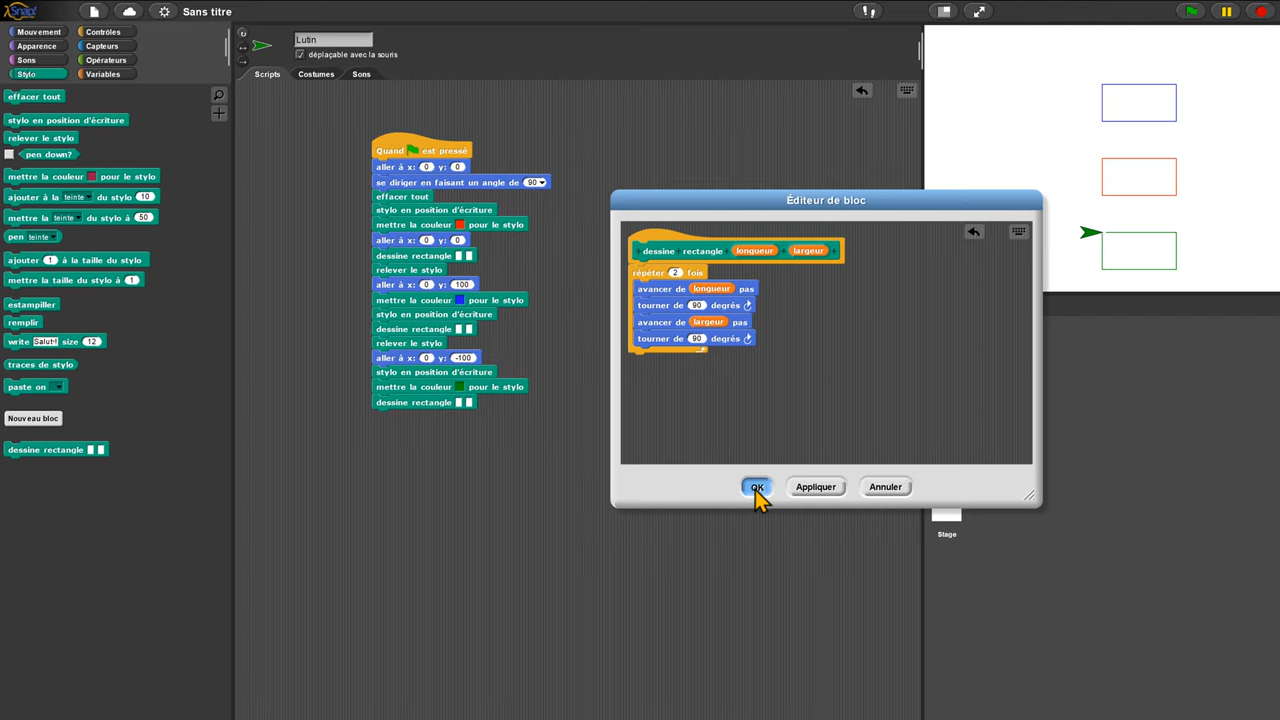 Snap!
Sans titre
Mouvement
Contrôles
Apparence
Capteurs
Sons
Opérateurs
Stylo
Variables
effacer tout
stylo en position d'écriture
relever le stylo
pen down?
mettre la couleur pour le stylo
ajouter à la teinte du stylo 10
mettre la teinte du stylo à 50
pen teinte
ajouter 1 à la taille du stylo
mettre la taille du stylo à 1
estampiller
remplir
write Salut! size 12
traces de stylo
paste on
Nouveau bloc
dessine rectangle
Lutin
déplaçable avec la souris
Scripts
Costumes
Sons
Quand est pressé
aller à x: 0 y: 0
se diriger en faisant un angle de 90
effacer tout
stylo en position d'écriture
mettre la couleur pour le stylo
aller à x: 0 y: 0
dessine rectangle
relever le stylo
aller à x: 0 y: 100
mettre la couleur pour le stylo
stylo en position d'écriture
dessine rectangle
relever le stylo
aller à x: 0 y: -100
stylo en position d'écriture
mettre la couleur pour le stylo
dessine rectangle
Éditeur de bloc
+ dessine + rectangle + longueur + largeur +
répéter 2 fois
avancer de longueur pas
tourner de 90 degrés
avancer de largeur pas
tourner de 90 degrés
OK
Appliquer
Annuler
Stage